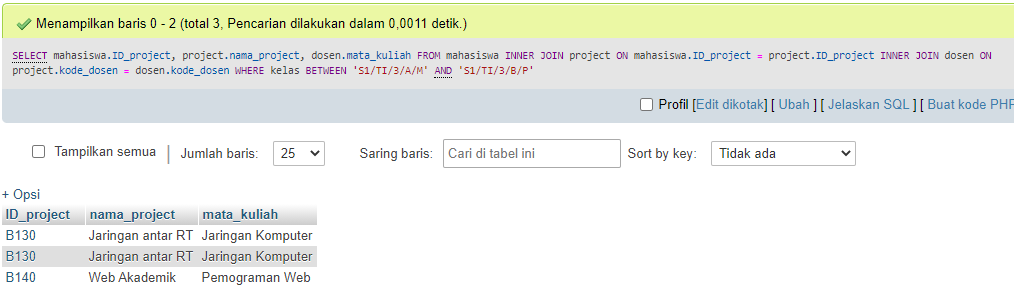 Menampilkan baris 0 - 2 (total 3, Pencarian dilakukan dalam 0,0011 detik.)
SELECT mahasiswa.ID_project, project.nama_project, dosen.mata_kuliah FROM mahasiswa INNER JOIN project ON mahasiswa.ID_project = project.ID_project INNER JOIN dosen ON
project.kode_dosen = dosen.kode_dosen WHERE kelas BETWEEN 'S1/TI/3/A/M' AND 'S1/TI/3/B/P'
Profil [Edit dikotak] [ Ubah ] [ Jelaskan SQL ] [ Buat kode PHP
Tampilkan semua | Jumlah baris: 25 Saring baris: Cari di tabel ini Sort by key: Tidak ada
+ Opsi
ID_project nama_project mata_kuliah
B130 Jaringan antar RT Jaringan Komputer
B130 Jaringan antar RT Jaringan Komputer
B140 Web Akademik Pemograman Web